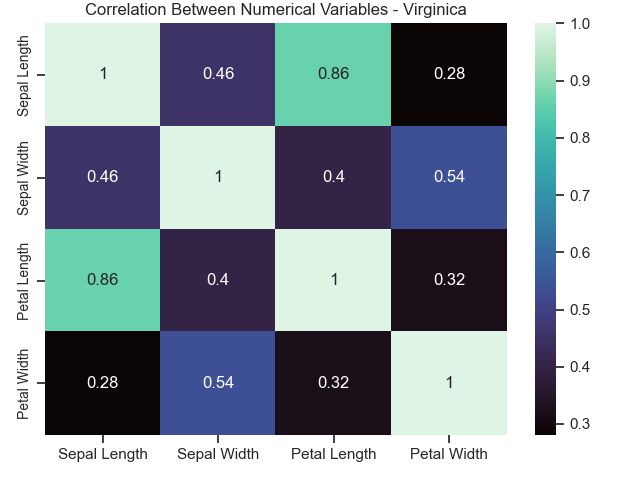 Correlation Between Numerical Variables - Virginica
Sepal Length
1
0.46
0.86
0.28
Sepal Width
0.46
1
0.4
0.54
Petal Length
0.86
0.4
1
0.32
Petal Width
0.28
0.54
0.32
1
Sepal Length
Sepal Width
Petal Length
Petal Width
1.0
0.9
0.8
0.7
0.6
0.5
0.4
0.3